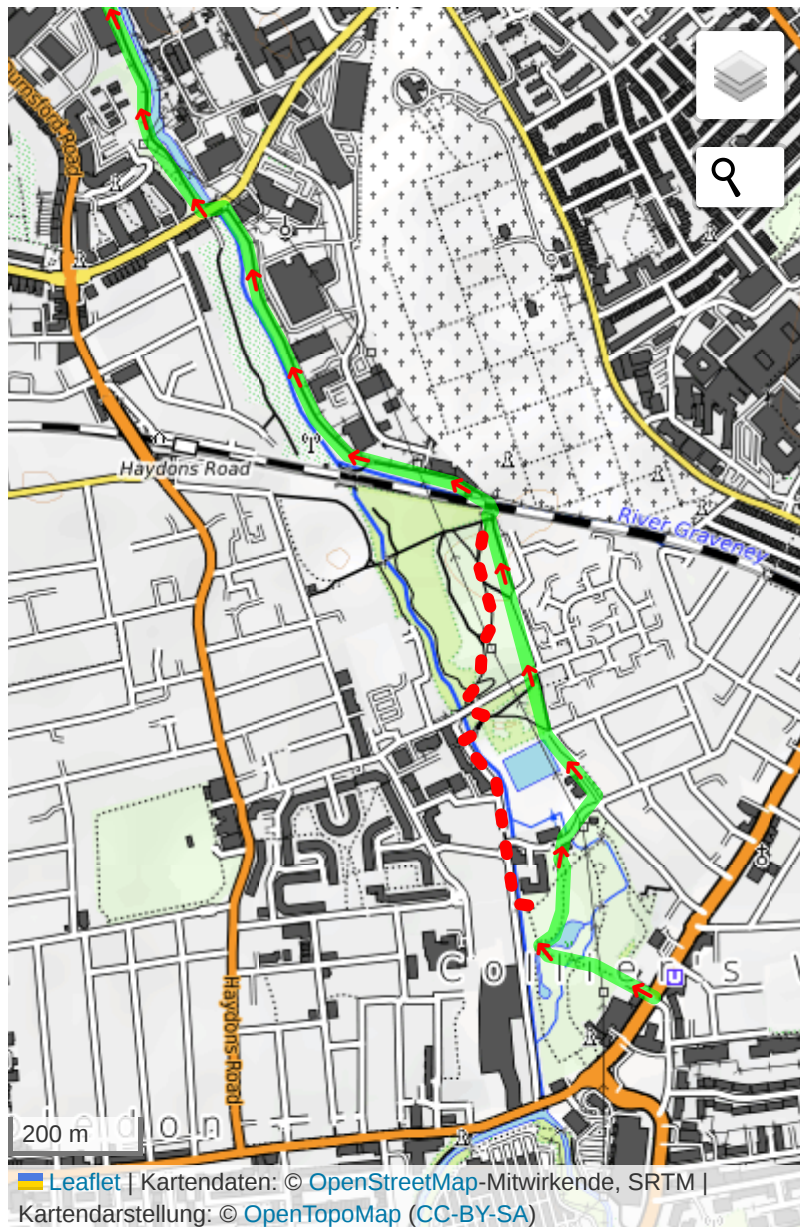 urnsford Road
Haydons Road
River Graveney
Colliers
Haydons Road
200 m
Leaflet | Kartendaten: © OpenStreetMap-Mitwirkende, SRTM |
Kartendarstellung: © OpenTopoMap (CC-BY-SA)